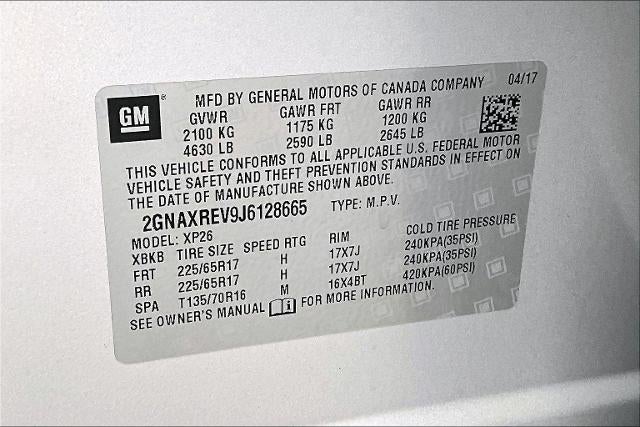 GM ®
MFD BY GENERAL MOTORS OF CANADA COMPANY 04/17
GVWR GAWR FRT GAWR RR
2100 KG 1175 KG 1200 KG
4630 LB 2590 LB 2645 LB
THIS VEHICLE CONFORMS TO ALL APPLICABLE U.S. FEDERAL MOTOR
VEHICLE SAFETY AND THEFT PREVENTION STANDARDS IN EFFECT ON
THE DATE OF MANUFACTURE SHOWN ABOVE.
2GNAXREV9J6128665 TYPE: M.P.V.
MODEL: XP26
XBKB TIRE SIZE SPEED RTG RIM COLD TIRE PRESSURE
FRT 225/65R17 H 17X7J 240KPA(35PSI)
RR 225/65R17 H 17X7J 240KPA(35PSI)
SPA T135/70R16 M 16X4BT 420KPA(60PSI)
SEE OWNER'S MANUAL i FOR MORE INFORMATION.